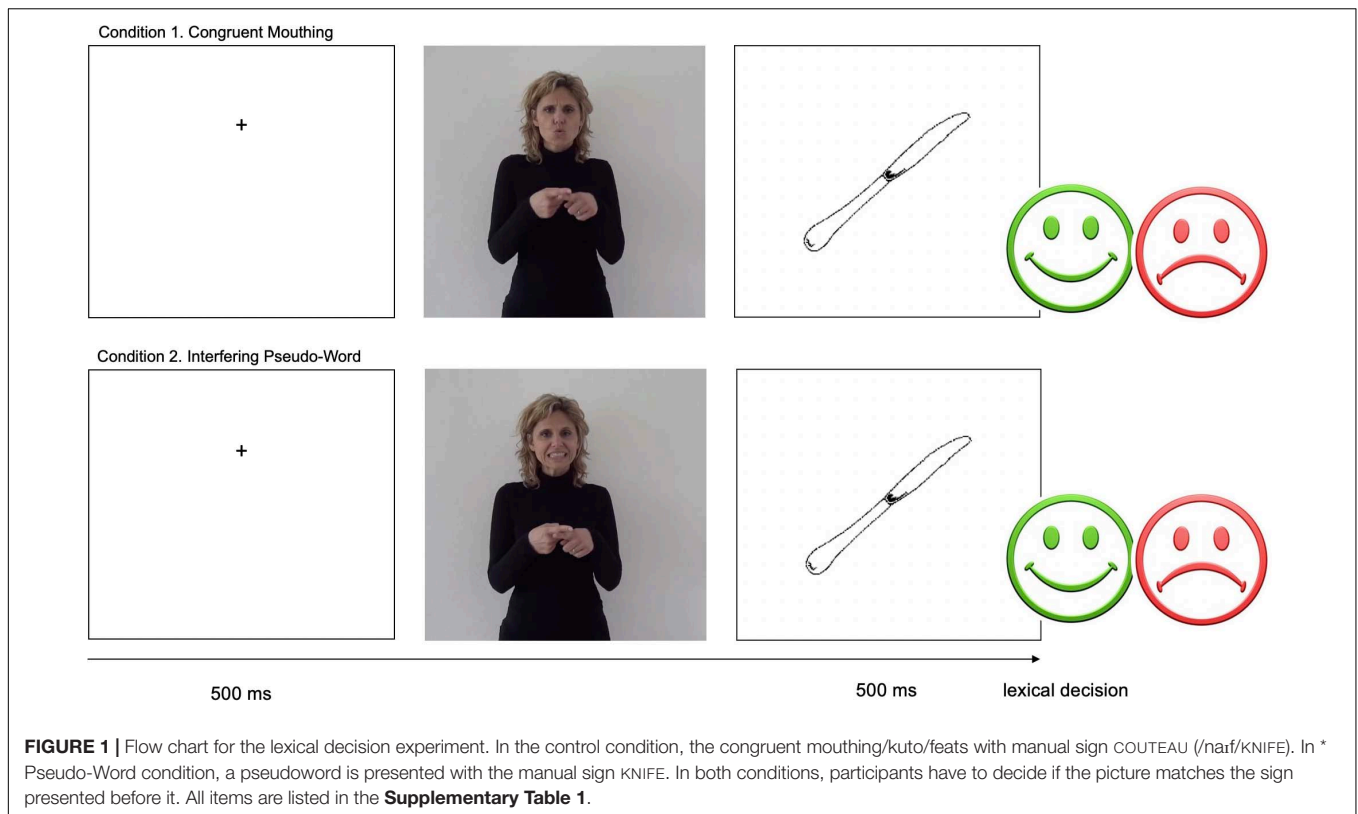 Condition 1. Congruent Mouthing
+
Condition 2. Interfering Pseudo-Word
+
500 ms 500 ms lexical decision
FIGURE 1 | Flow chart for the lexical decision experiment. In the control condition, the congruent mouthing/kuto/feats with manual sign COUTEAU (/naɪf/KNIFE). In *
Pseudo-Word condition, a pseudoword is presented with the manual sign KNIFE. In both conditions, participants have to decide if the picture matches the sign
presented before it. All items are listed in the Supplementary Table 1.